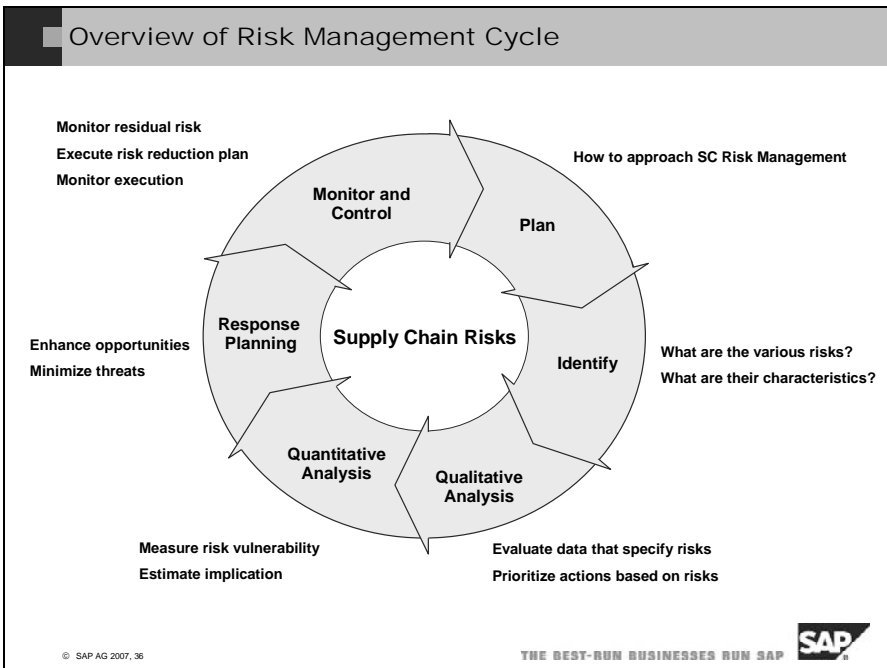 Overview of Risk Management Cycle
Monitor residual risk
Execute risk reduction plan
Monitor execution
How to approach SC Risk Management
Monitor and
Control
Plan
Response
Planning
Supply Chain Risks
Identify
Enhance opportunities
Minimize threats
What are the various risks?
What are their characteristics?
Quantitative
Analysis
Qualitative
Analysis
Measure risk vulnerability
Estimate implication
Evaluate data that specify risks
Prioritize actions based on risks
© SAP AG 2007, 36
THE BEST-RUN BUSINESSES RUN SAP
SAP